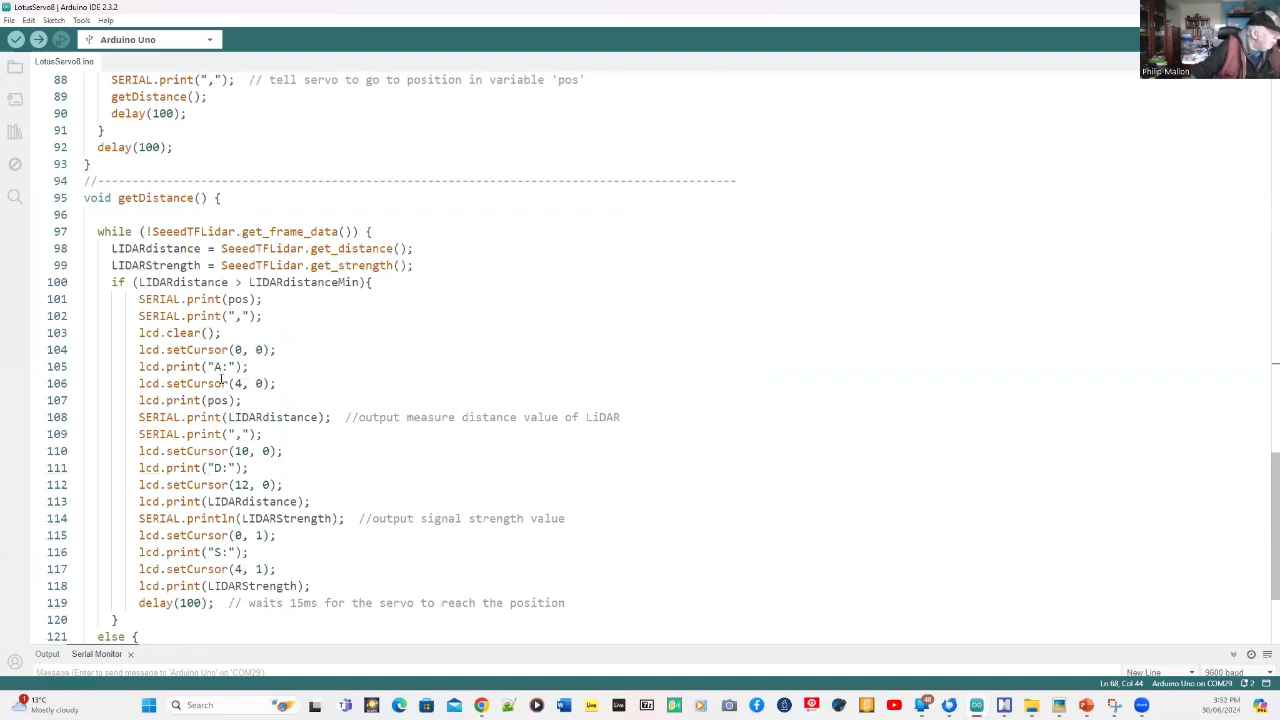 LotusServo8 | Arduino IDE 2.3.2
File Edit Sketch Tools Help
Arduino Uno
Philip Mallon
LotusServo8.ino
88 SERIAL.print(","); // tell servo to go to position in variable 'pos'
89 getDistance();
90 delay(100);
91 }
92 delay(100);
93 }
94 //----------------------------------------------------------------------------------------------
95 void getDistance() {
96
97 while (!SeeedTFLidar.get_frame_data()) {
98 LIDARdistance = SeeedTFLidar.get_distance();
99 LIDARStrength = SeeedTFLidar.get_strength();
100 if (LIDARdistance > LIDARdistanceMin){
101 SERIAL.print(pos);
102 SERIAL.print(",");
103 lcd.clear();
104 lcd.setCursor(0, 0);
105 lcd.print("A:");
106 lcd.setCursor(4, 0);
107 lcd.print(pos);
108 SERIAL.print(LIDARdistance); //output measure distance value of LiDAR
109 SERIAL.print(",");
110 lcd.setCursor(10, 0);
111 lcd.print("D:");
112 lcd.setCursor(12, 0);
113 lcd.print(LIDARdistance);
114 SERIAL.println(LIDARStrength); //output signal strength value
115 lcd.setCursor(0, 1);
116 lcd.print("S:");
117 lcd.setCursor(4, 1);
118 lcd.print(LIDARStrength);
119 delay(100); // waits 15ms for the servo to reach the position
120 }
121 else {
Output Serial Monitor
Message (Enter to send message to 'Arduino Uno' on 'COM29') New Line 9600 baud
Ln 68, Col 44 Arduino Uno on COM29 2
13°C
Mostly cloudy
Search
3:52 PM
30/06/2024